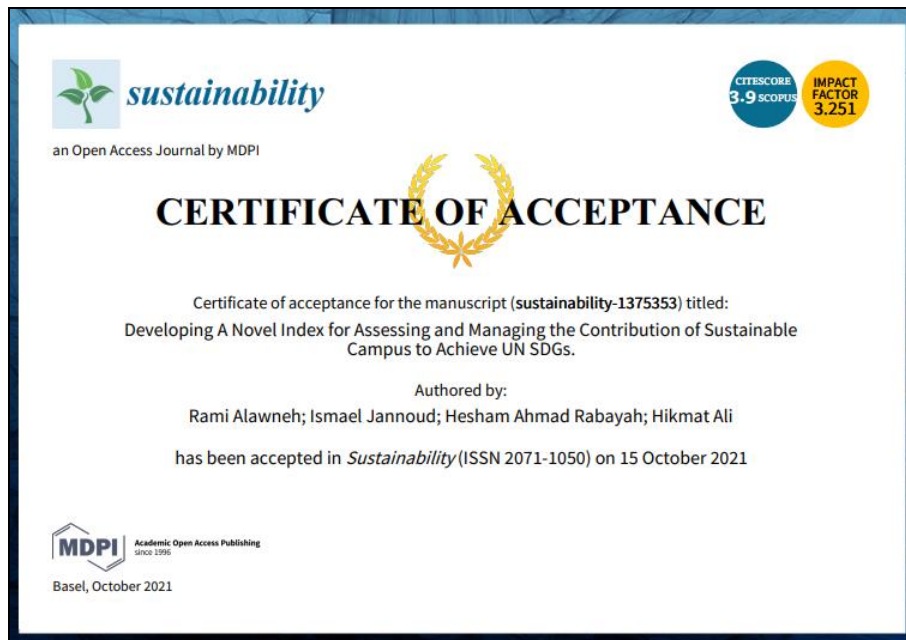 sustainability
CITESCORE
3.9 SCOPUS
IMPACT
FACTOR
3.251
an Open Access Journal by MDPI
CERTIFICATE OF ACCEPTANCE
Certificate of acceptance for the manuscript (sustainability-1375353) titled:
Developing A Novel Index for Assessing and Managing the Contribution of Sustainable
Campus to Achieve UN SDGs.
Authored by:
Rami Alawneh; Ismael Jannoud; Hesham Ahmad Rabayah; Hikmat Ali
has been accepted in Sustainability (ISSN 2071-1050) on 15 October 2021
MDPI
Academic Open Access Publishing
since 1996
Basel, October 2021